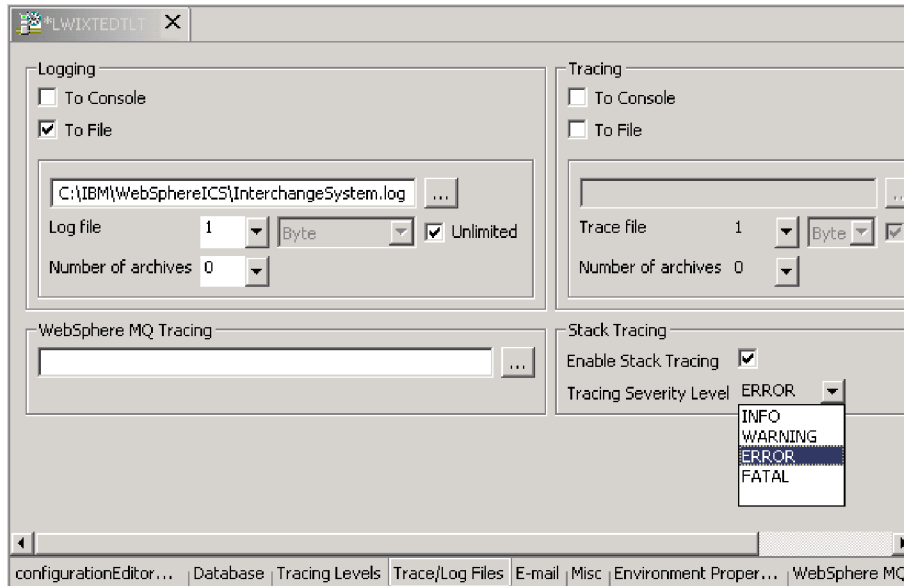 *LWIXTEDTLT
Logging
To Console
To File
C:\IBM\WebSphereICS\InterchangeSystem.log ...
Log file 1 Byte Unlimited
Number of archives 0
Tracing
To Console
To File
Trace file 1 Byte
Number of archives 0
WebSphere MQ Tracing
...
Stack Tracing
Enable Stack Tracing
Tracing Severity Level ERROR
INFO
WARNING
ERROR
FATAL
configurationEditor... Database Tracing Levels Trace/Log Files E-mail Misc Environment Proper... WebSphere MQ